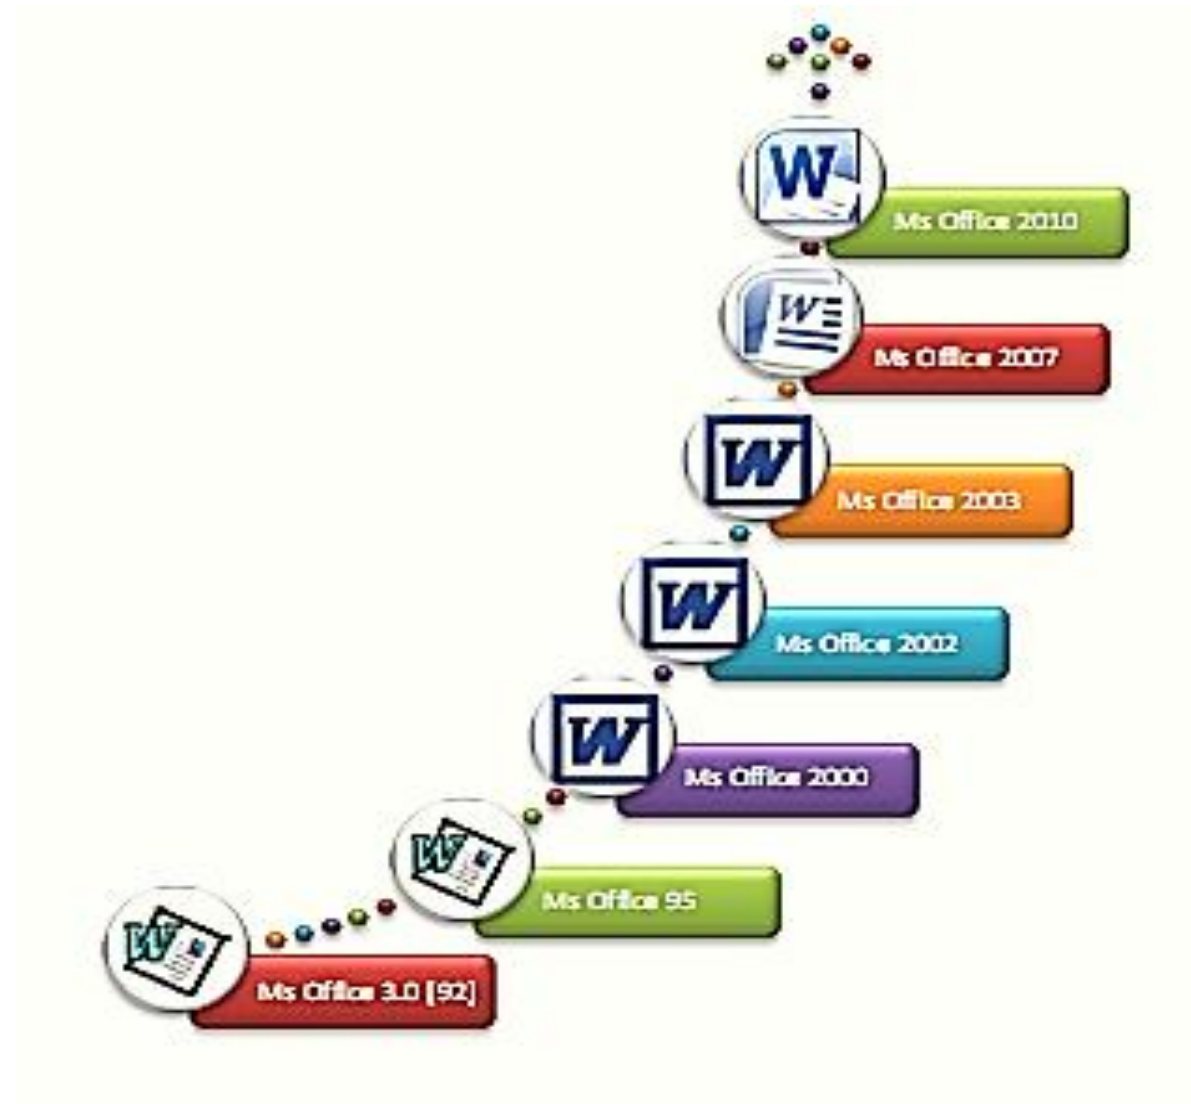 W
Ms Office 2010
W
Ms Office 2007
W
Ms Office 2003
W
Ms Office 2002
W
Ms Office 2000
W
Ms Office 95
W
Ms Office 3.0 [92]